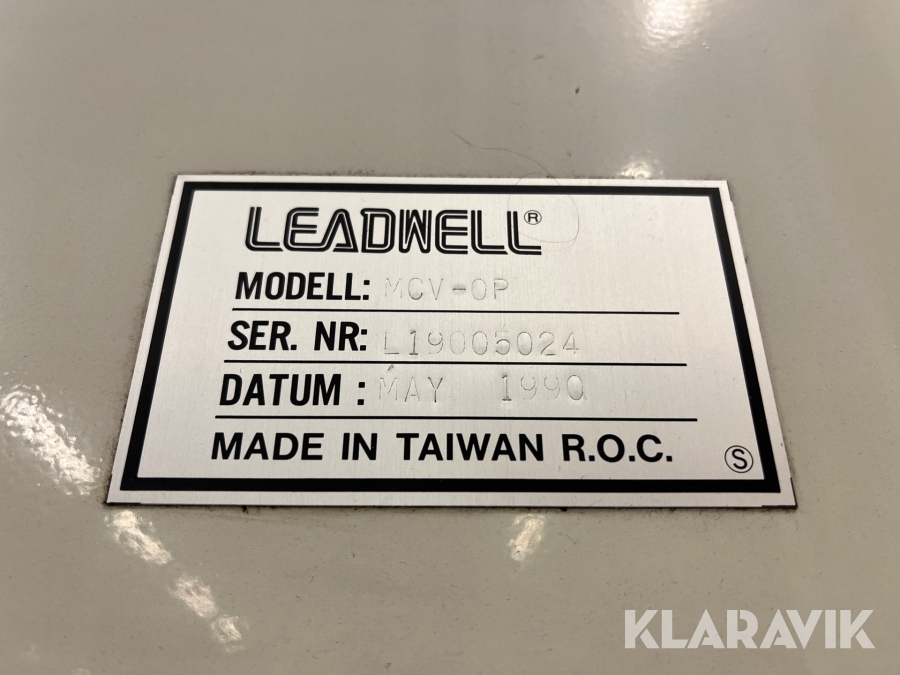 LEADWELL®
MODELL: MCV-OP
SER. NR: L19005024
DATUM : MAY 1990
MADE IN TAIWAN R.O.C.
Ⓢ
KLARAVIK